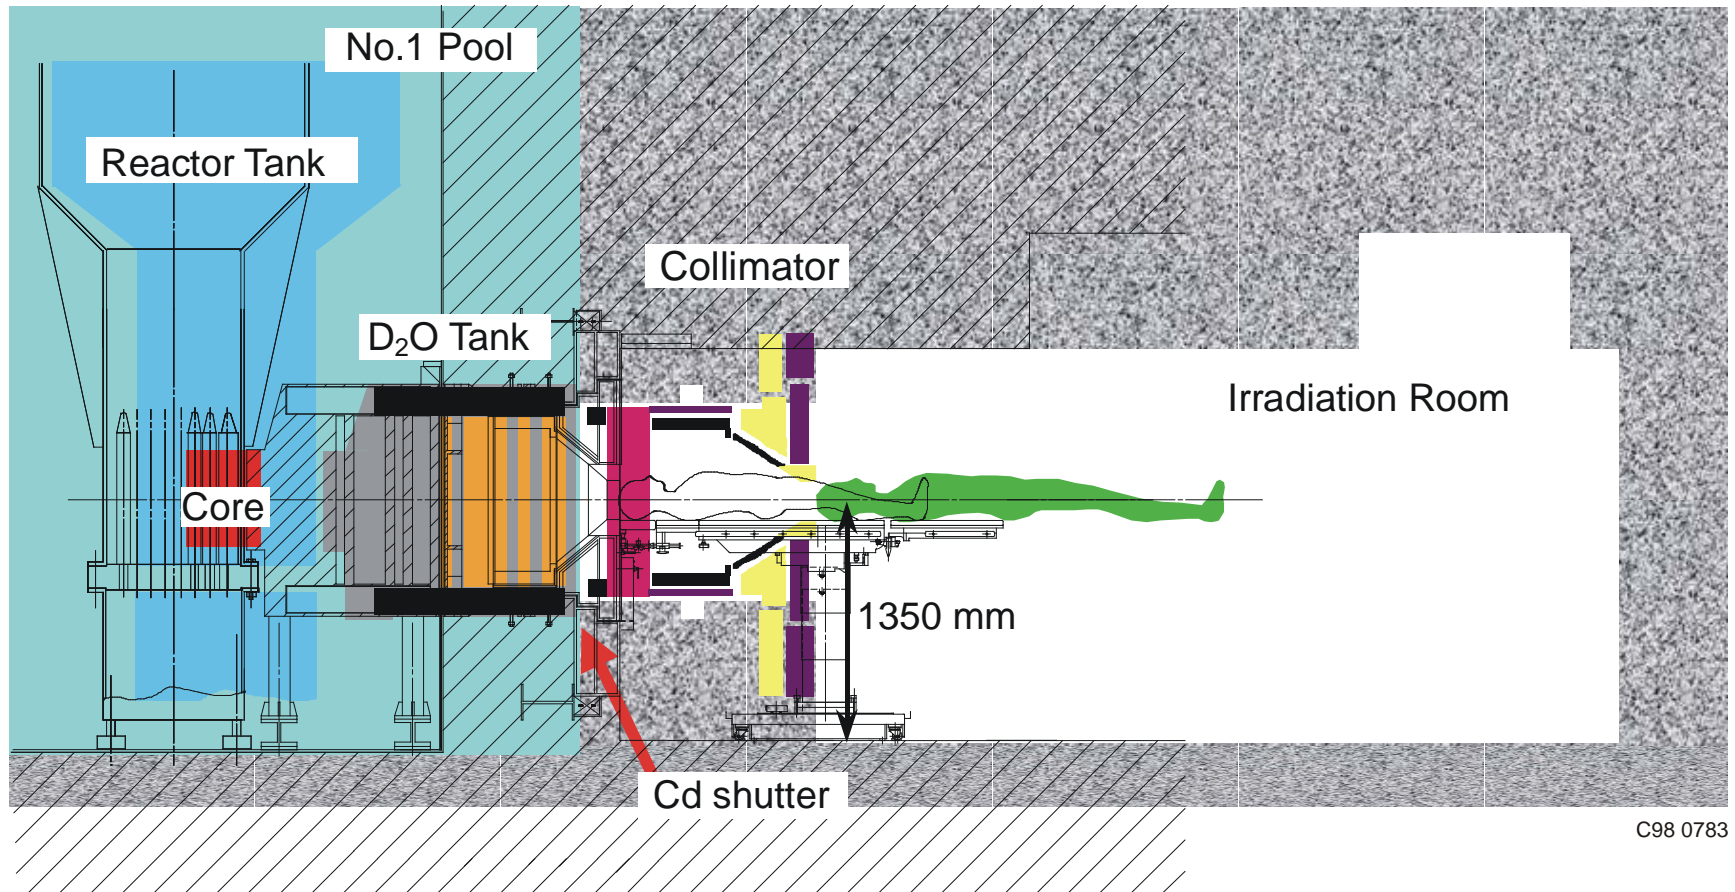 No.1 Pool
Reactor Tank
Collimator
D₂O Tank
Irradiation Room
Core
1350 mm
Cd shutter
C98 0783